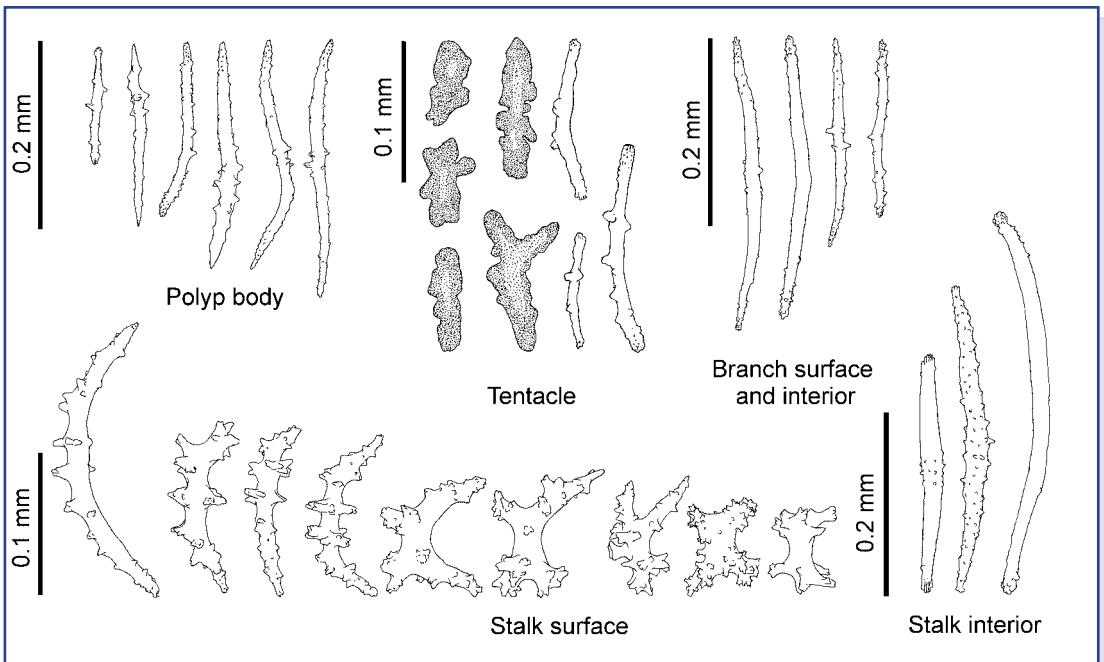 0.2 mm
Polyp body
0.1 mm
Tentacle
0.2 mm
Branch surface
and interior
0.1 mm
Stalk surface
0.2 mm
Stalk interior